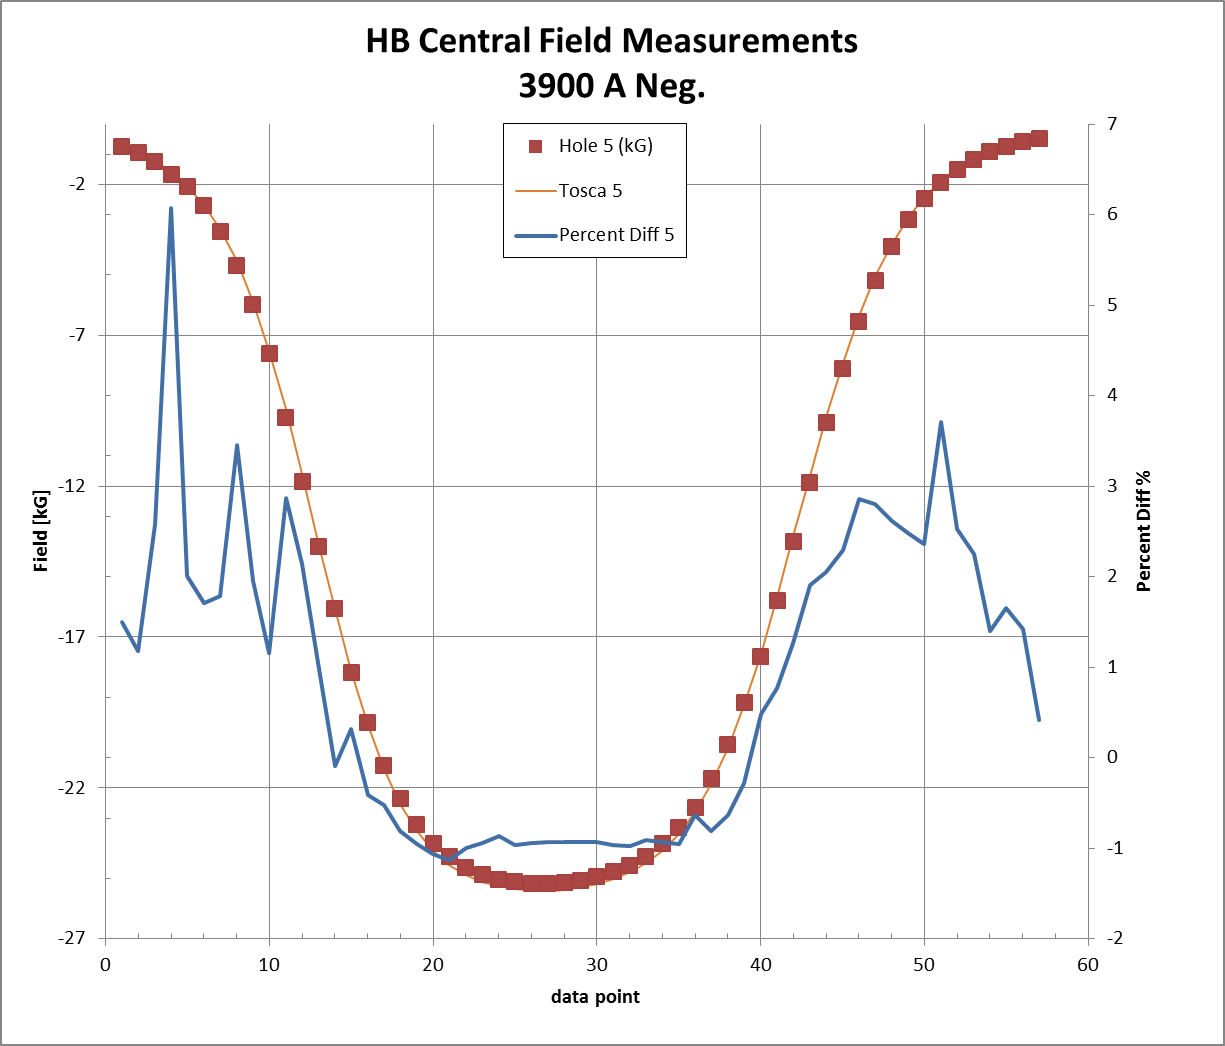 HB Central Field Measurements
3900 A Neg.
Hole 5 (kG)
Tosca 5
Percent Diff 5
Field [kG]
-2
-7
-12
-17
-22
-27
7
6
5
4
3
2
1
0
-1
-2
Percent Diff %
0 10 20 30 40 50 60
data point